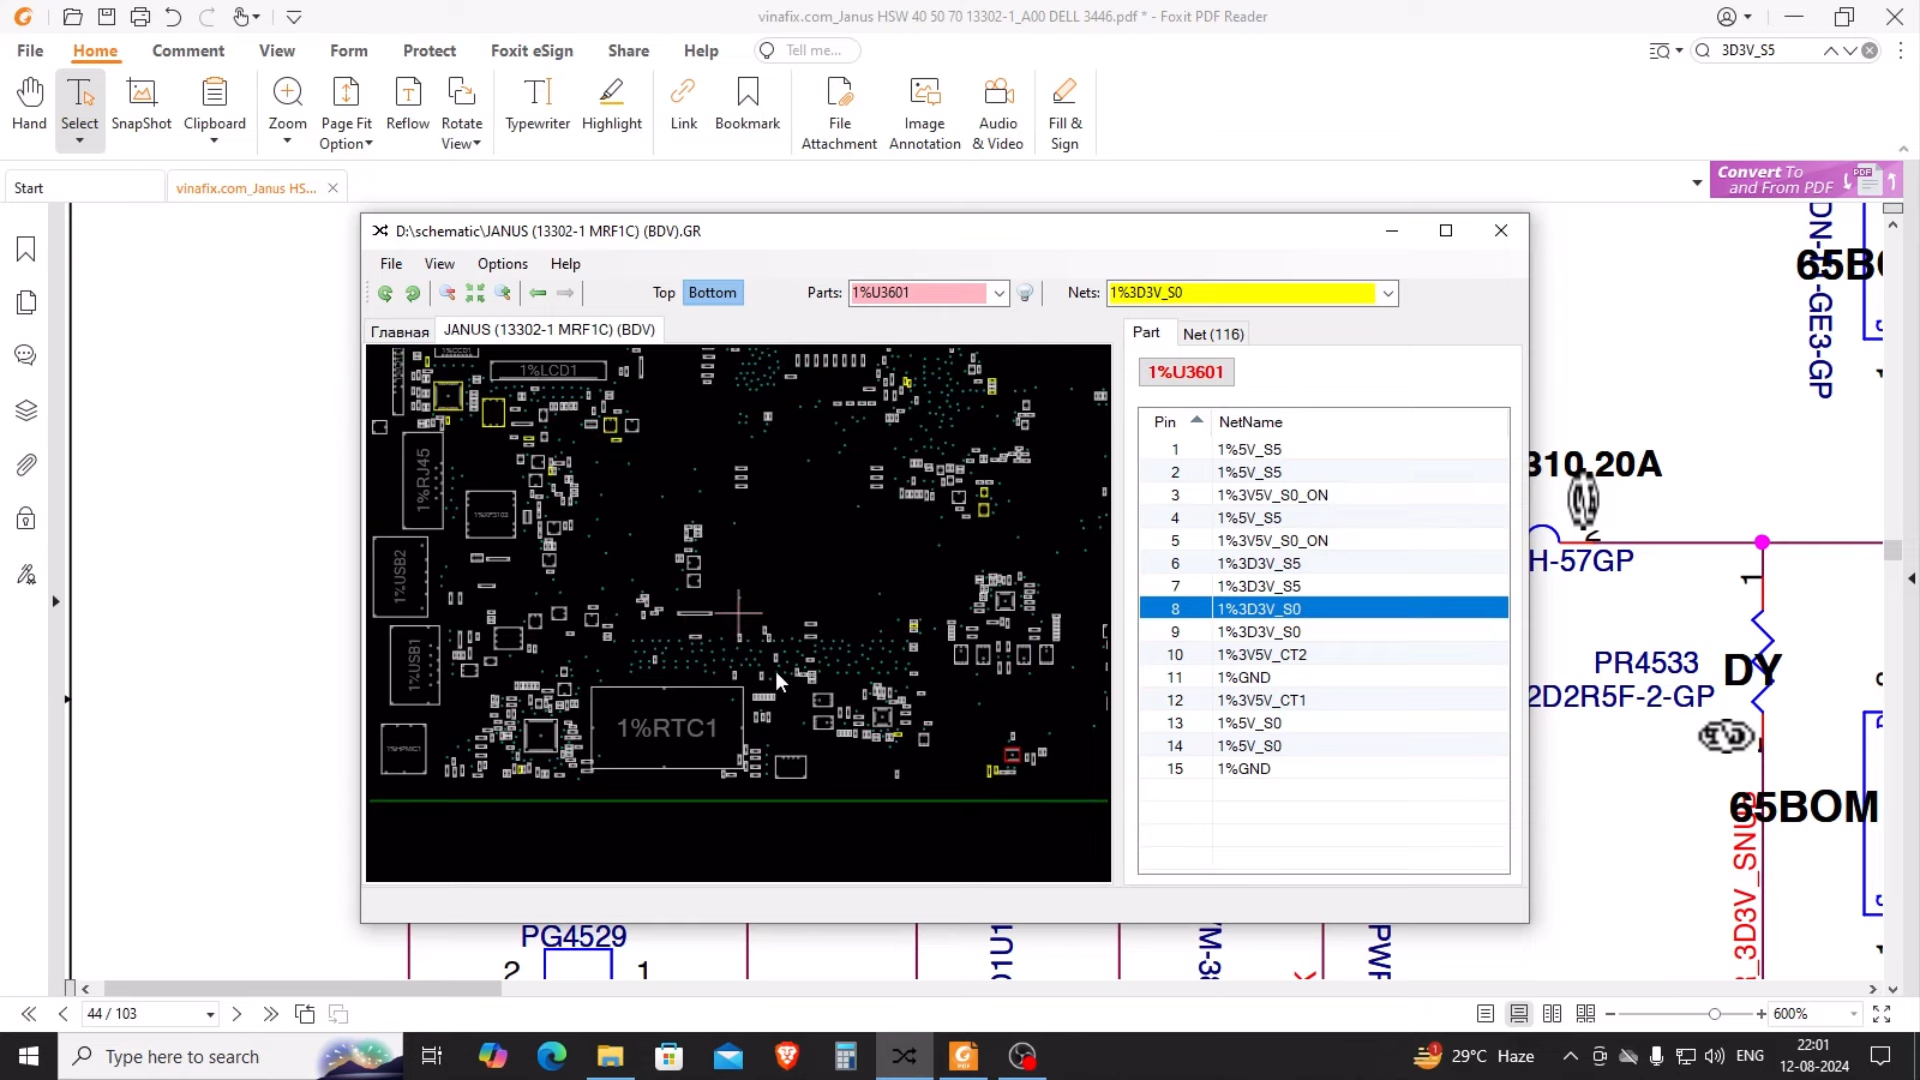 vinafix.com_Janus HSW 40 50 70 13302-1_A00 DELL 3446.pdf * - Foxit PDF Reader
File Home Comment View Form Protect Foxit eSign Share Help Tell me... 3D3V_S5
Hand Select SnapShot Clipboard Zoom Page Fit Option Reflow Rotate View Typewriter Highlight Link Bookmark File Attachment Image Annotation Audio & Video Fill & Sign
Start vinafix.com_Janus HS...
Convert To
and From PDF
PDF
D:\schematic\JANUS (13302-1 MRF1C) (BDV).GR
File View Options Help
Top Bottom Parts: 1%U3601 Nets: 1%3D3V_S0
Главная JANUS (13302-1 MRF1C) (BDV)
Part Net (116)
1%U3601
Pin NetName
1 1%5V_S5
2 1%5V_S5
3 1%3V5V_S0_ON
4 1%5V_S5
5 1%3V5V_S0_ON
6 1%3D3V_S5
7 1%3D3V_S5
8 1%3D3V_S0
9 1%3D3V_S0
10 1%3V5V_CT2
11 1%GND
12 1%3V5V_CT1
13 1%5V_S0
14 1%5V_S0
15 1%GND
1%LCD1
1%RJ45
1%USB2
1%USB1
1%RTC1
DN-L-GE3-GP
65B
310.20A
2
H-57GP
1
PR4533
DY
2D2R5F-2-GP
65BOM
_3D3V_SNUB
PG4529
2 1
01U1
PWR
44 / 103
600%
Type here to search
29°C Haze
ENG
22:01
12-08-2024